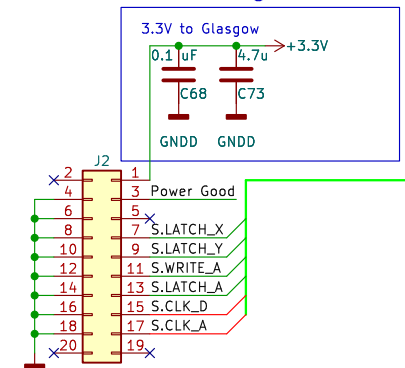 3.3V to Glasgow
+3.3V
0.1 uF
4.7u
C68
C73
GNDD
GNDD
J2
2
1
4
3
Power Good
6
5
8
7
S.LATCH_X
10
9
S.LATCH_Y
12
11
S.WRITE_A
14
13
S.LATCH_A
16
15
S.CLK_D
18
17
S.CLK_A
20
19